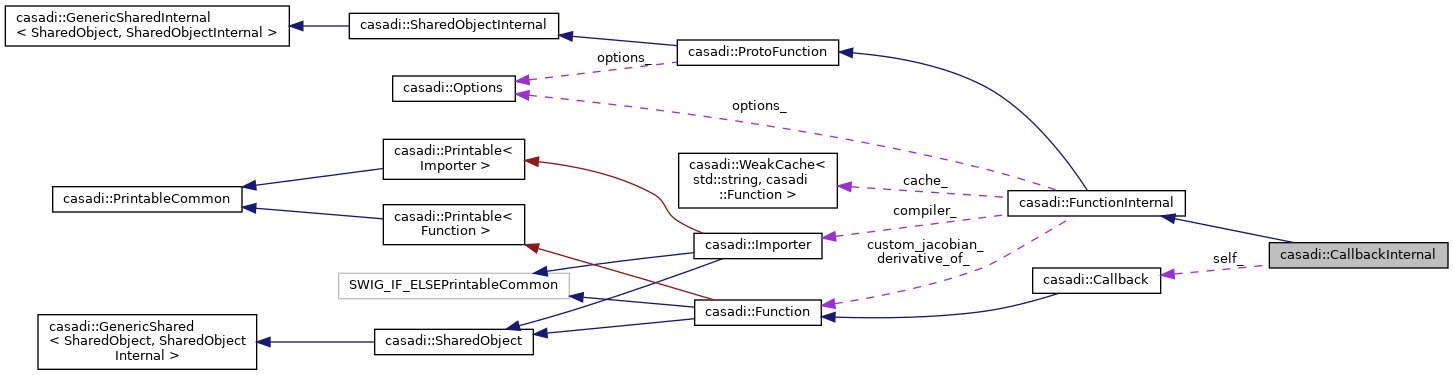 casadi::GenericSharedInternal
< SharedObject, SharedObjectInternal >
casadi::SharedObjectInternal
casadi::ProtoFunction
options_
casadi::Options
options_
casadi::Printable<
Importer >
casadi::WeakCache<
std::string, casadi
::Function >
cache_
casadi::PrintableCommon
casadi::FunctionInternal
casadi::Printable<
Function >
compiler_
casadi::Importer
custom_jacobian_
derivative_of_
casadi::CallbackInternal
self_
SWIG_IF_ELSEPrintableCommon
casadi::Callback
casadi::Function
casadi::GenericShared
< SharedObject, SharedObject
Internal >
casadi::SharedObject